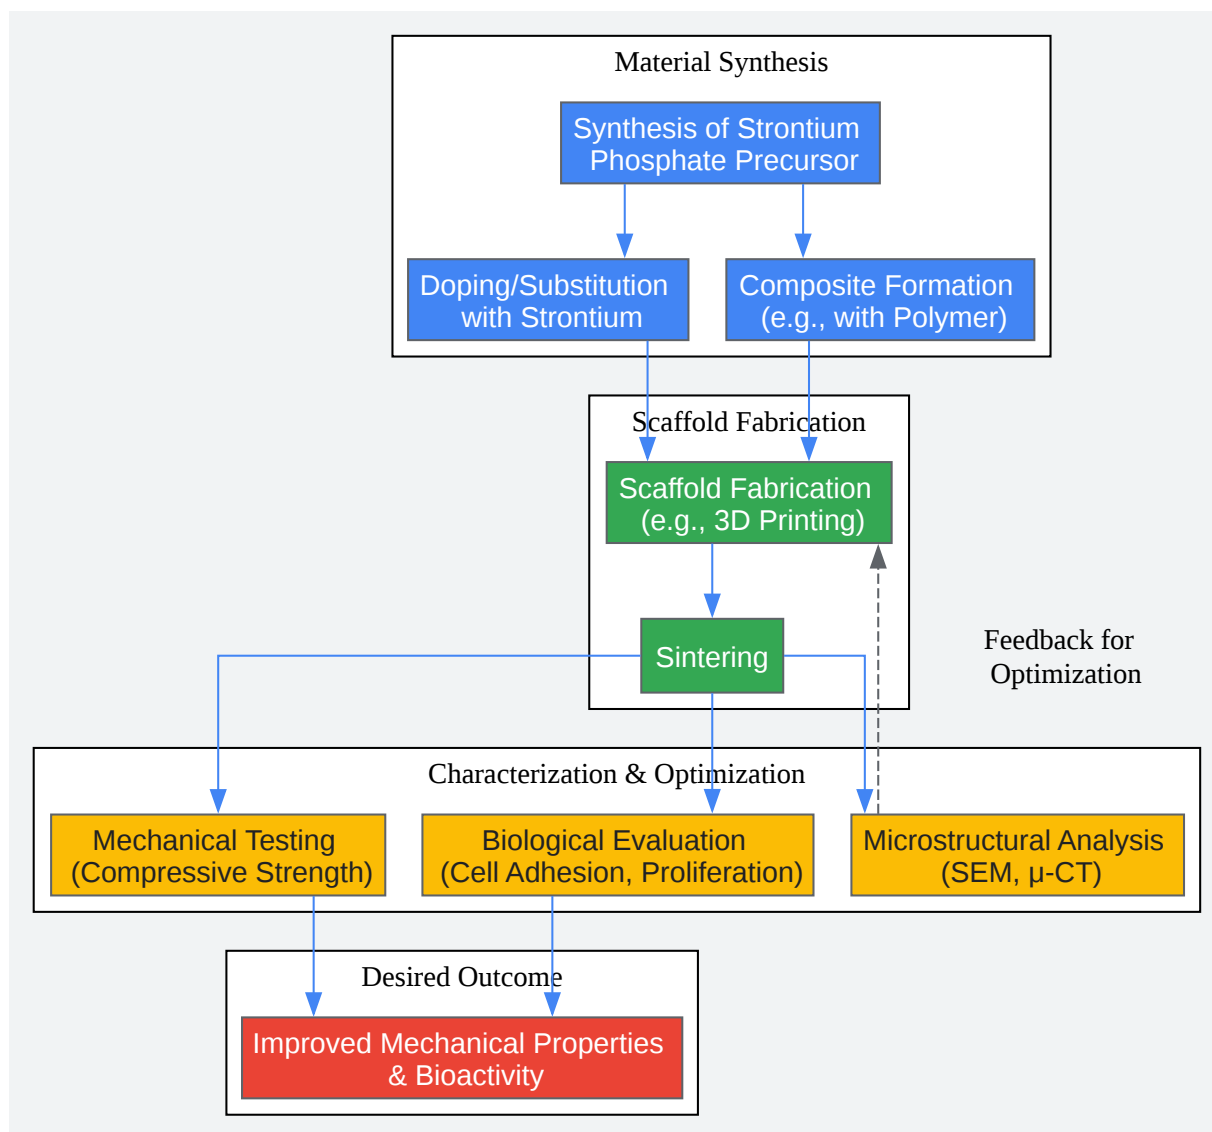 Material Synthesis
Synthesis of Strontium
Phosphate Precursor
Doping/Substitution
with Strontium
Composite Formation
(e.g., with Polymer)
Scaffold Fabrication
Scaffold Fabrication
(e.g., 3D Printing)
Sintering
Feedback for
Optimization
Characterization & Optimization
Mechanical Testing
(Compressive Strength)
Biological Evaluation
(Cell Adhesion, Proliferation)
Microstructural Analysis
(SEM, μ-CT)
Desired Outcome
Improved Mechanical Properties
& Bioactivity